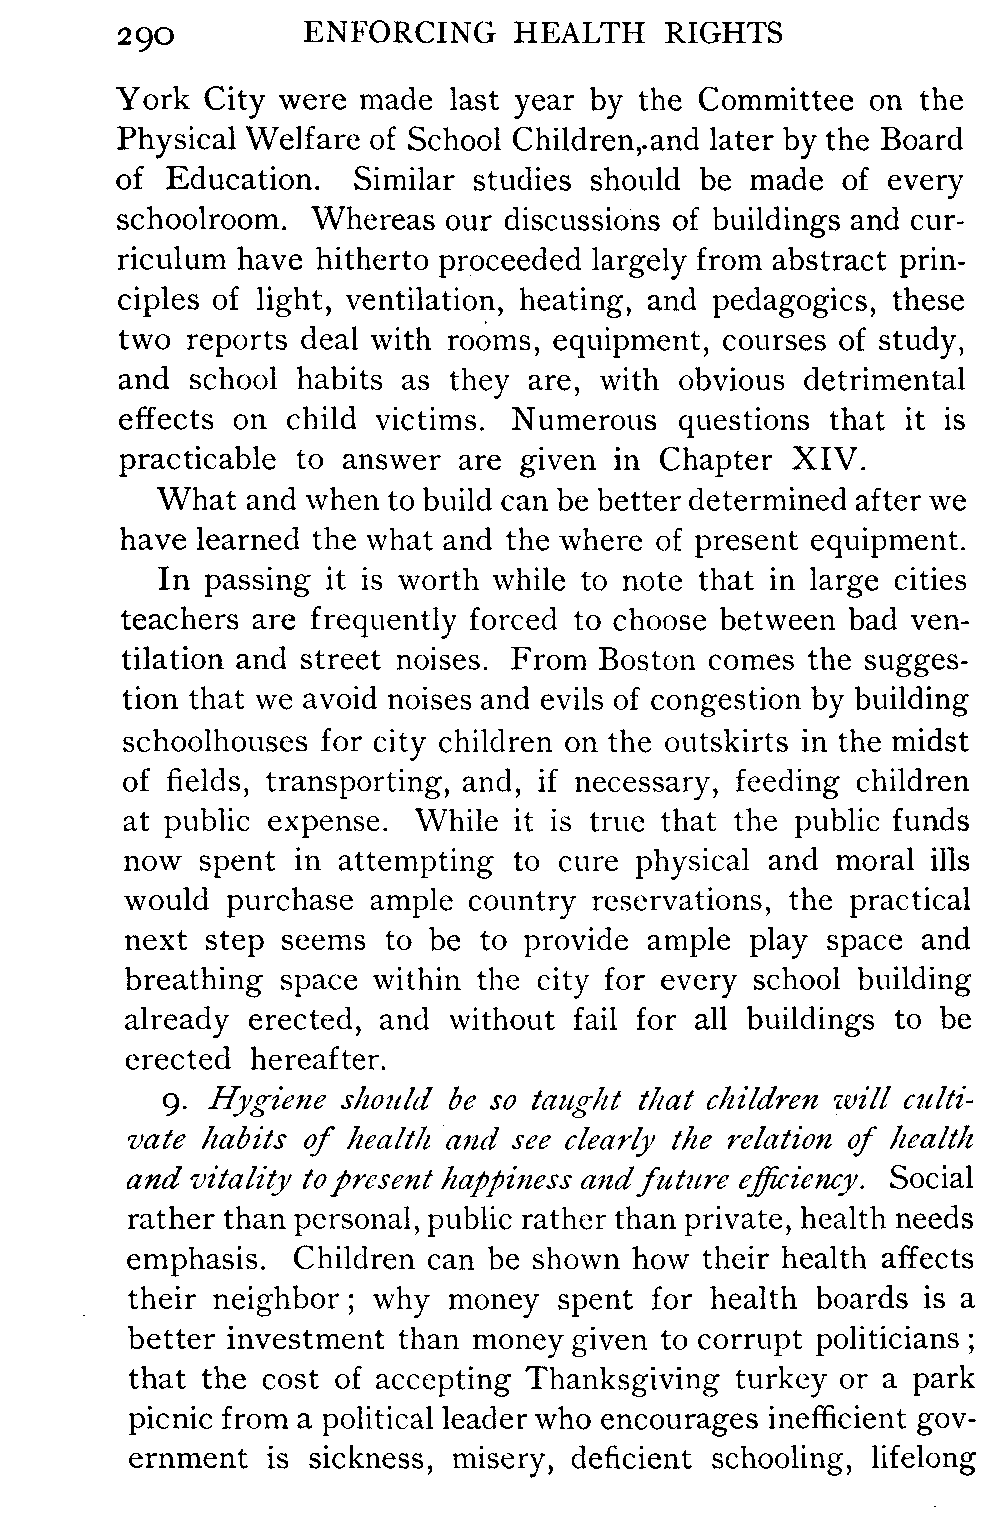 290 ENFORCING HEALTH RIGHTS
York City were made last year by the Committee on the
Physical Welfare of School Children, and later by the Board
of Education. Similar studies should be made of every
schoolroom. Whereas our discussions of buildings and cur-
riculum have hitherto proceeded largely from abstract prin-
ciples of light, ventilation, heating, and pedagogics, these
two reports deal with rooms, equipment, courses of study,
and school habits as they are, with obvious detrimental
effects on child victims. Numerous questions that it is
practicable to answer are given in Chapter XIV.
What and when to build can be better determined after we
have learned the what and the where of present equipment.
In passing it is worth while to note that in large cities
teachers are frequently forced to choose between bad ven-
tilation and street noises. From Boston comes the sugges-
tion that we avoid noises and evils of congestion by building
schoolhouses for city children on the outskirts in the midst
of fields, transporting, and, if necessary, feeding children
at public expense. While it is true that the public funds
now spent in attempting to cure physical and moral ills
would purchase ample country reservations, the practical
next step seems to be to provide ample play space and
breathing space within the city for every school building
already erected, and without fail for all buildings to be
erected hereafter.
9. Hygiene should be so taught that children will culti-
vate habits of health and see clearly the relation of health
and vitality to present happiness and future efficiency. Social
rather than personal, public rather than private, health needs
emphasis. Children can be shown how their health affects
their neighbor; why money spent for health boards is a
better investment than money given to corrupt politicians;
that the cost of accepting Thanksgiving turkey or a park
picnic from a political leader who encourages inefficient gov-
ernment is sickness, misery, deficient schooling, lifelong